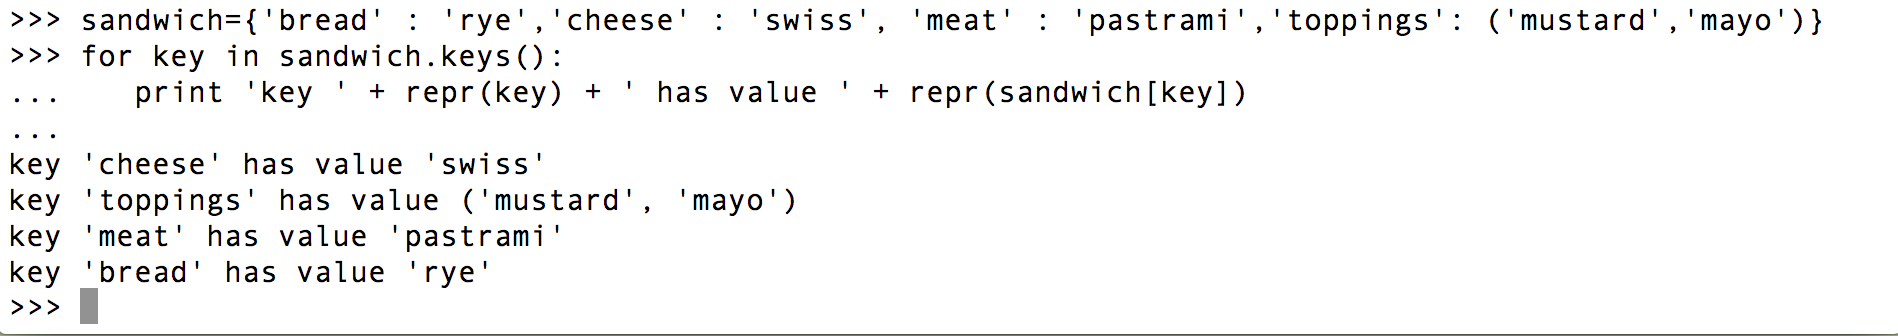 >>> sandwich={'bread' : 'rye','cheese' : 'swiss', 'meat' : 'pastrami','toppings': ('mustard','mayo')}
>>> for key in sandwich.keys():
...    print 'key ' + repr(key) + ' has value ' + repr(sandwich[key])
...
key 'cheese' has value 'swiss'
key 'toppings' has value ('mustard', 'mayo')
key 'meat' has value 'pastrami'
key 'bread' has value 'rye'
>>>